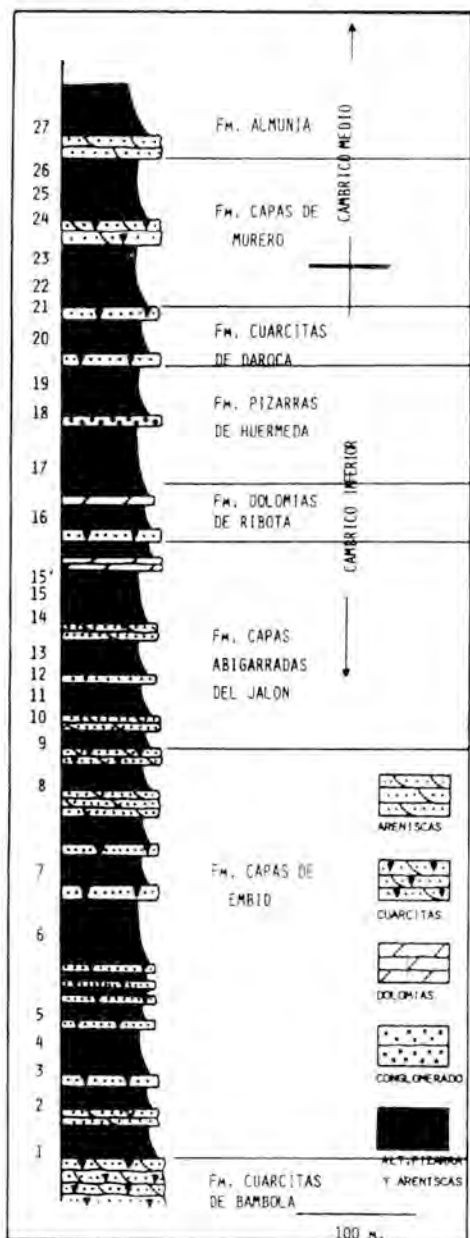 27
26
25
24
23
22
21
20
19
18
17
16
15'
15
14
13
12
11
10
9
8
7
6
5
4
3
2
1
FM. ALMUNIA
FM. CAPAS DE
MURERO
FM. CUARCITAS
DE DAROCA
FM. PIZARRAS
DE HUERMEDA
FM. DOLOMIAS
DE RIBOTA
FM. CAPAS
ABIGARRADAS
DEL JALON
FM. CAPAS DE
EMBID
FM. CUARCITAS
DE BAMBOLA
CAMBRICO MEDIO
CAMBRICO INFERIOR
ARENISCAS
CUARCITAS
DOLOMIAS
CONGLOMERADO
ALT. PIZARRA
Y ARENISCAS
100 M.